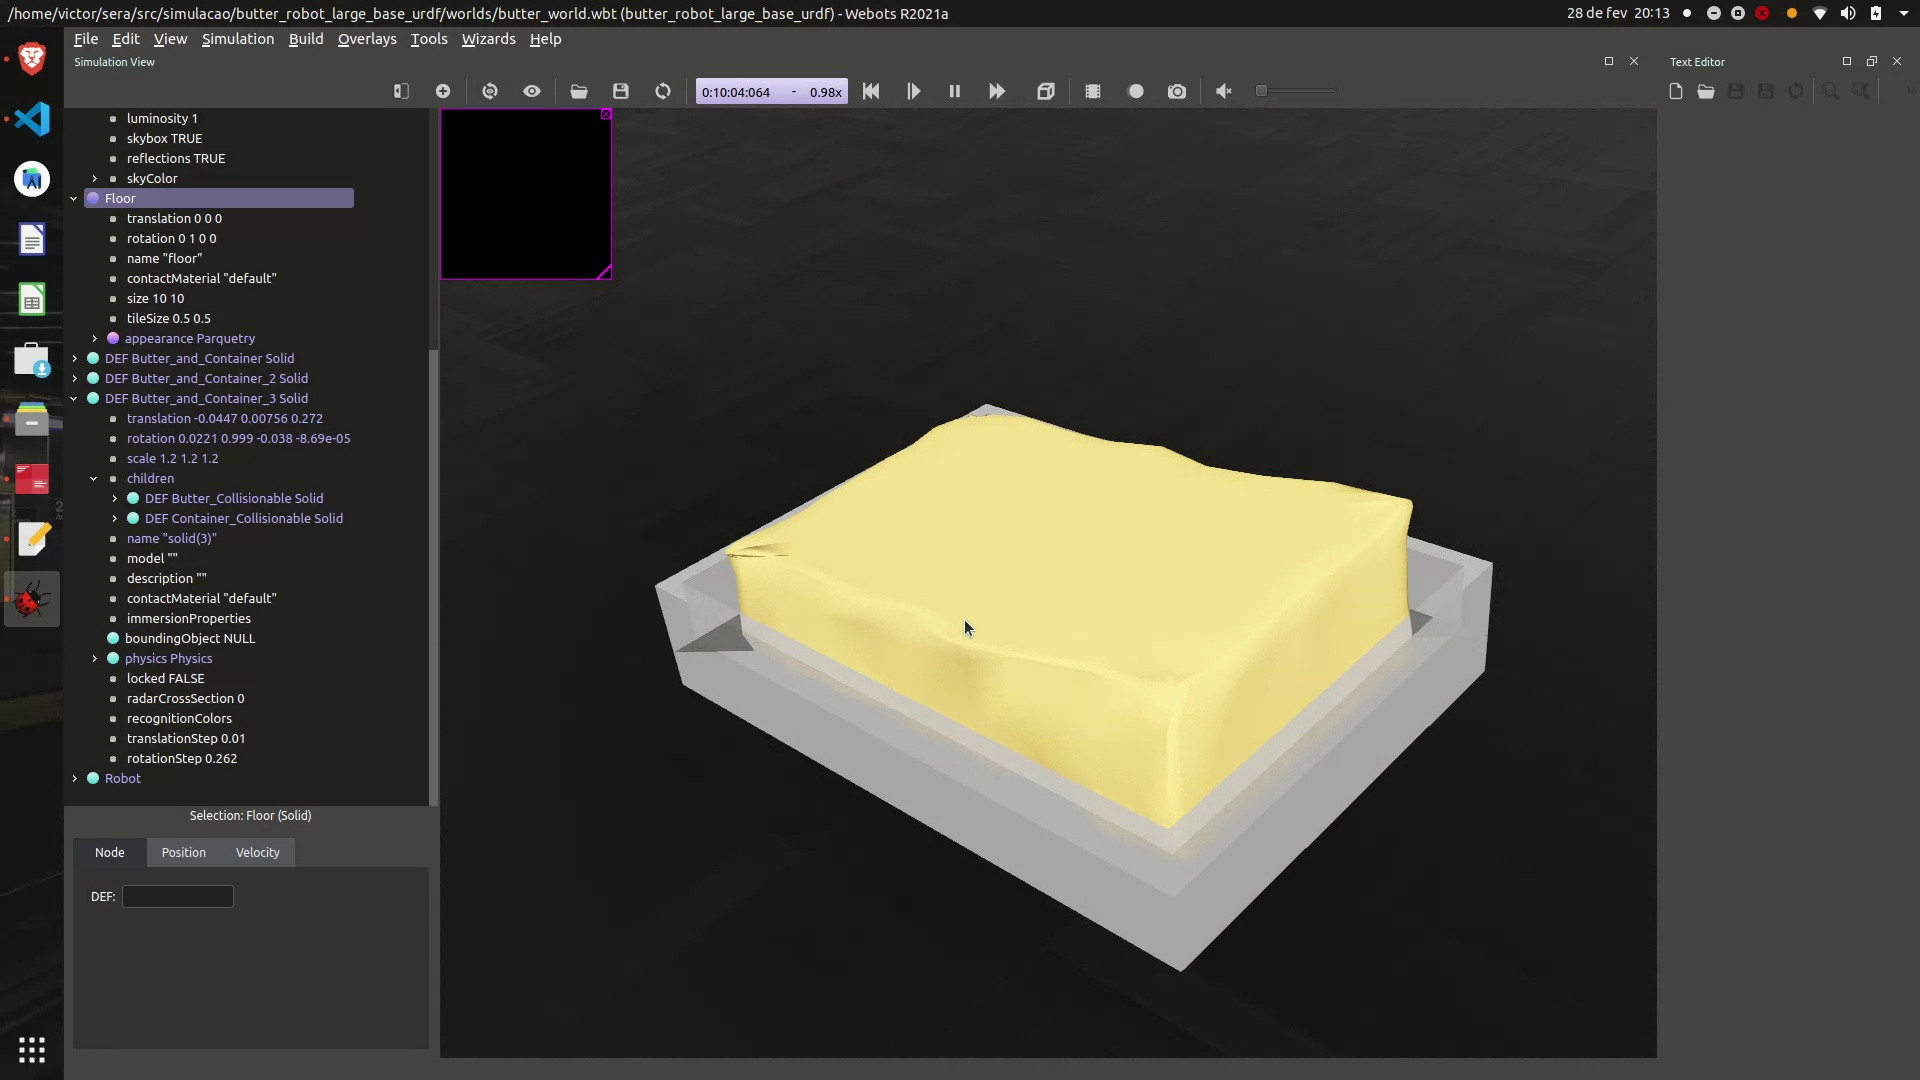 /home/victor/sera/src/simulacao/butter_robot_large_base_urdf/worlds/butter_world.wbt (butter_robot_large_base_urdf) - Webots R2021a
28 de fev 20:13
File Edit View Simulation Build Overlays Tools Wizards Help
Simulation View
Text Editor
0:10:04:064 - 0.98x
luminosity 1
skybox TRUE
reflections TRUE
skyColor
Floor
translation 0 0 0
rotation 0 1 0 0
name "floor"
contactMaterial "default"
size 10 10
tileSize 0.5 0.5
appearance Parquetry
DEF Butter_and_Container Solid
DEF Butter_and_Container_2 Solid
DEF Butter_and_Container_3 Solid
translation -0.0447 0.00756 0.272
rotation 0.0221 0.999 -0.038 -8.69e-05
scale 1.2 1.2 1.2
children
DEF Butter_Collisionable Solid
DEF Container_Collisionable Solid
name "solid(3)"
model ""
description ""
contactMaterial "default"
immersionProperties
boundingObject NULL
physics Physics
locked FALSE
radarCrossSection 0
recognitionColors
translationStep 0.01
rotationStep 0.262
Robot
Selection: Floor (Solid)
Node Position Velocity
DEF: